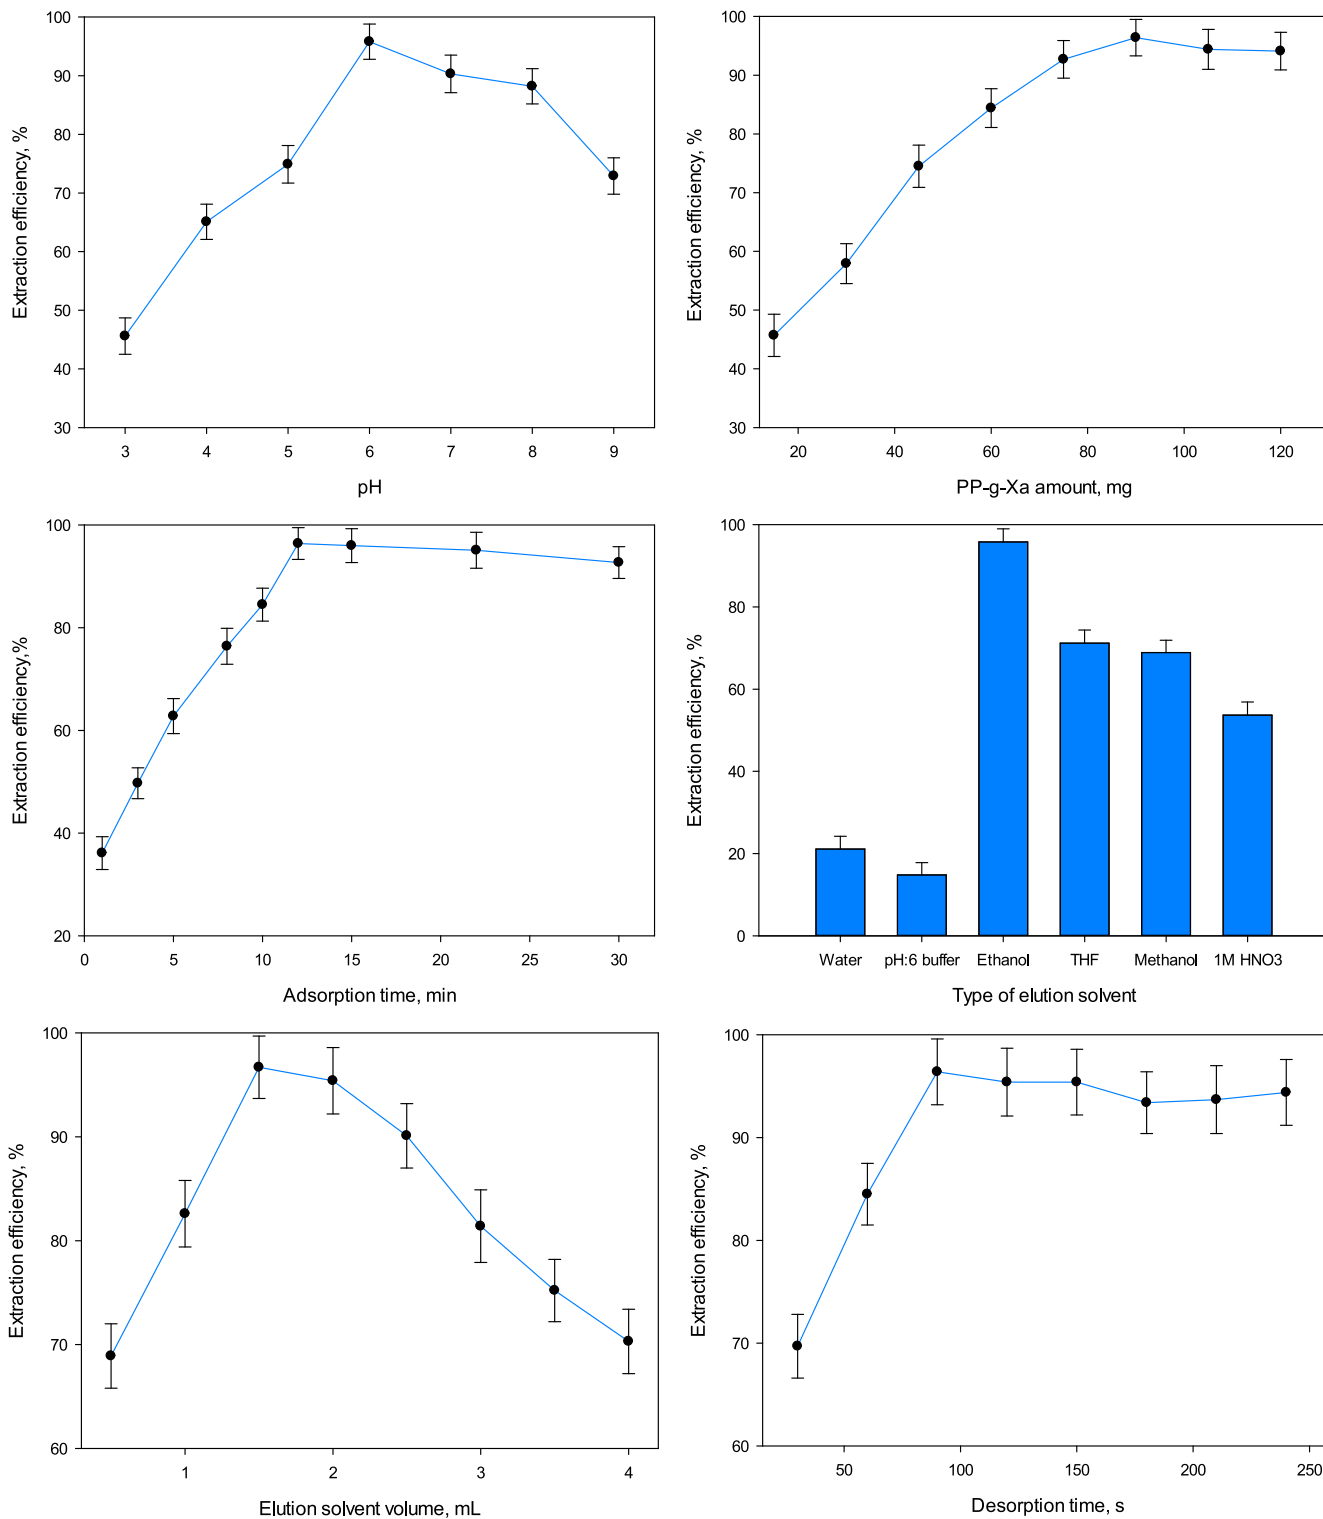 100
90
80
70
60
50
40
30
Extraction efficiency, %
3 4 5 6 7 8 9
pH
100
90
80
70
60
50
40
30
Extraction efficiency, %
20 40 60 80 100 120
PP-g-Xa amount, mg
100
80
60
40
20
Extraction efficiency,%
0 5 10 15 20 25 30
Adsorption time, min
100
80
60
40
20
0
Extraction efficiency, %
Water pH:6 buffer Ethanol THF Methanol 1M HNO3
Type of elution solvent
100
90
80
70
60
Extraction efficiency, %
1 2 3 4
Elution solvent volume, mL
100
90
80
70
60
Extraction efficiency, %
50 100 150 200 250
Desorption time, s